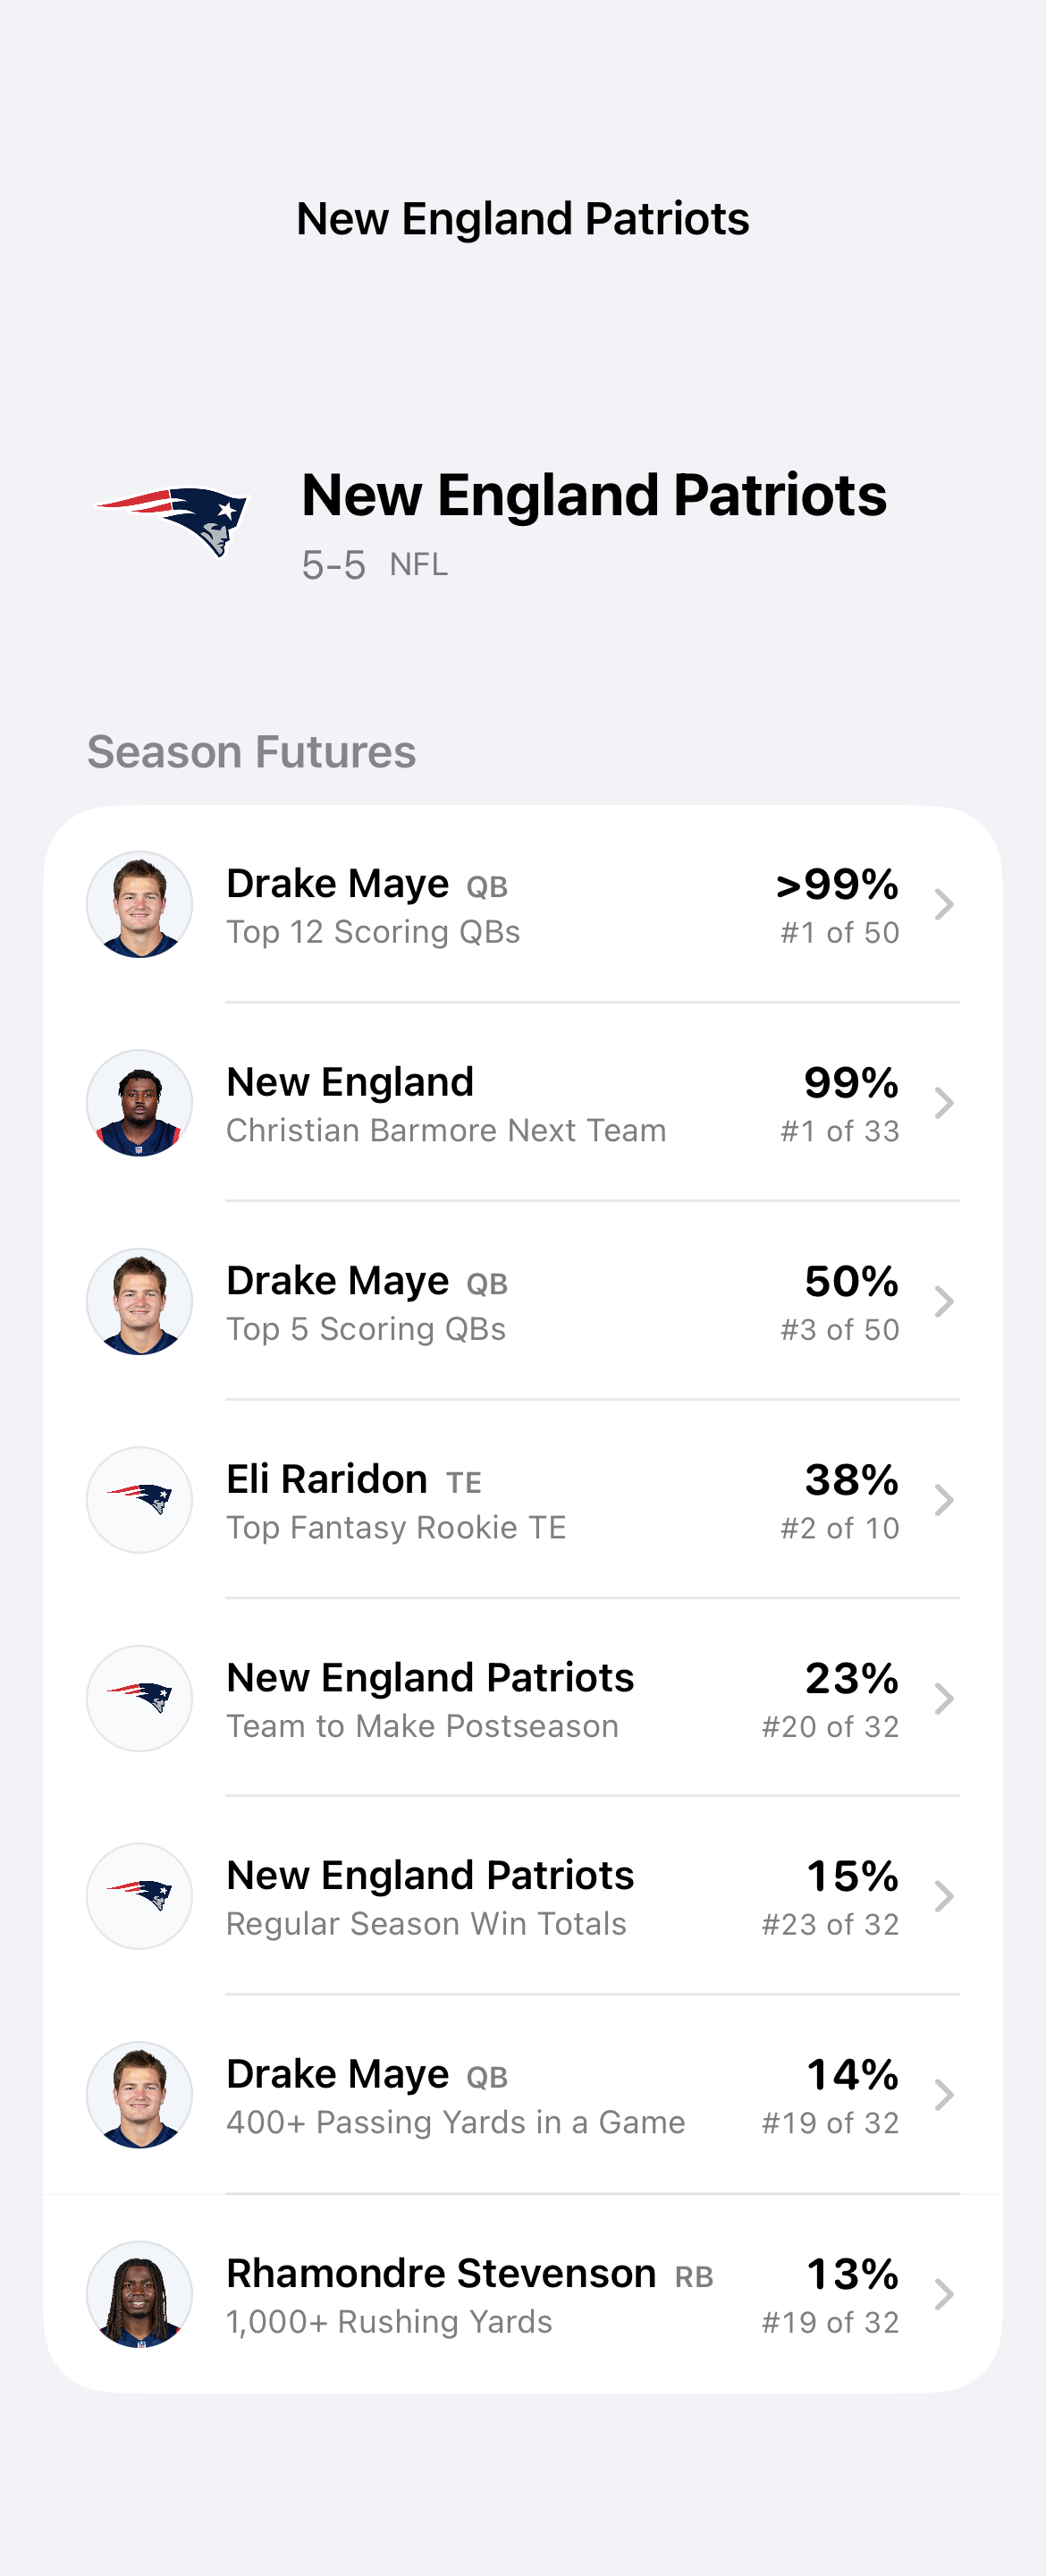 New England Patriots
New England Patriots
5-5 NFL
Season Futures
Drake Maye QB >99%
Top 12 Scoring QBs #1 of 50
New England 99%
Christian Barmore Next Team #1 of 33
Drake Maye QB 50%
Top 5 Scoring QBs #3 of 50
Eli Raridon TE 38%
Top Fantasy Rookie TE #2 of 10
New England Patriots 23%
Team to Make Postseason #20 of 32
New England Patriots 15%
Regular Season Win Totals #23 of 32
Drake Maye QB 14%
400+ Passing Yards in a Game #19 of 32
Rhamondre Stevenson RB 13%
1,000+ Rushing Yards #19 of 32